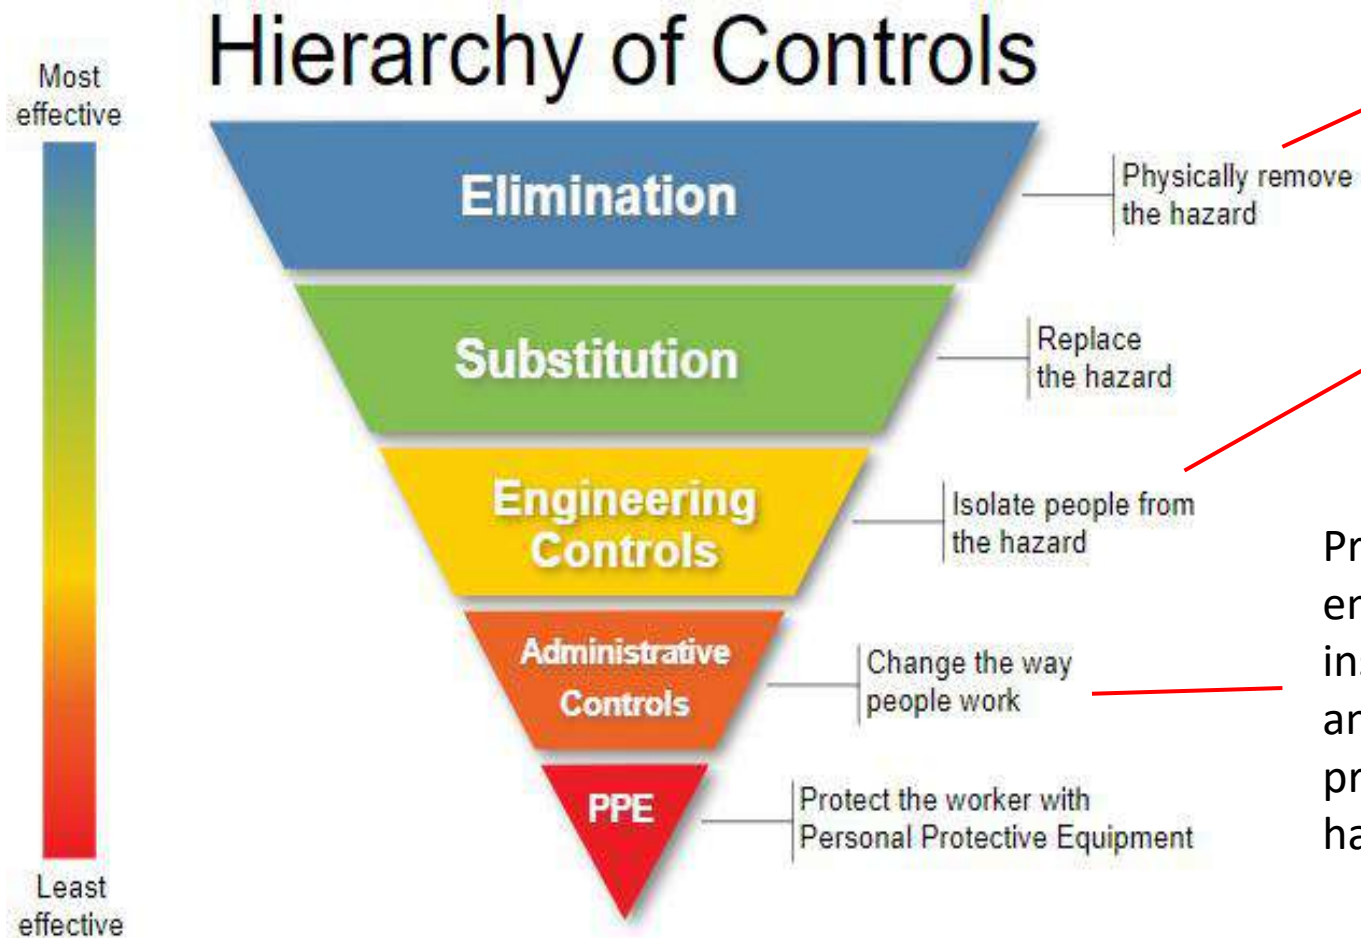 Hierarchy of Controls
Most
effective
Elimination
Physically remove
the hazard
Substitution
Replace
the hazard
Engineering
Controls
Isolate people from
the hazard
Administrative
Controls
Change the way
people work
PPE
Protect the worker with
Personal Protective Equipment
Least
effective